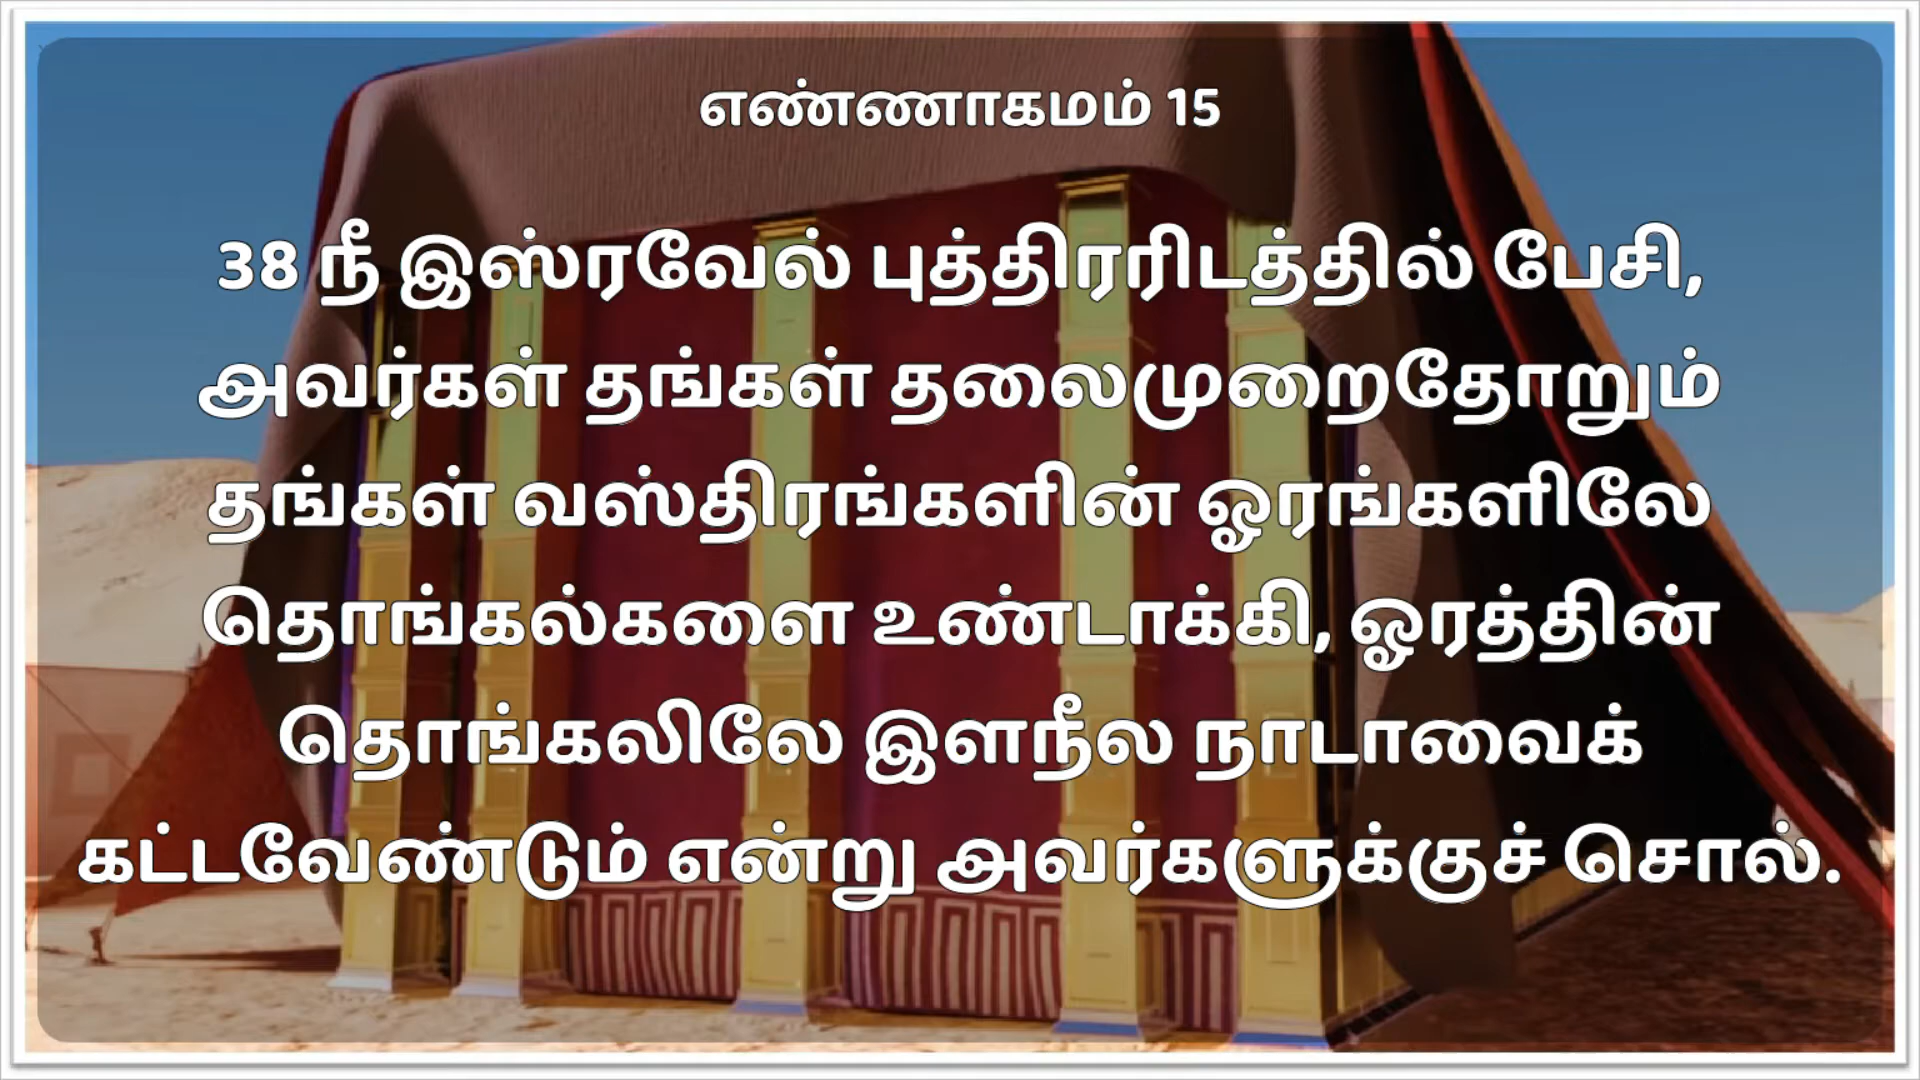 எண்ணாகமம் 15
38 நீ இஸ்ரவேல் புத்திரரிடத்தில் பேசி,
அவர்கள் தங்கள் தலைமுறைதோறும்
தங்கள் வஸ்திரங்களின் ஓரங்களிலே
தொங்கல்களை உண்டாக்கி, ஓரத்தின்
தொங்கலிலே இளநீல நாடாவைக்
கட்டவேண்டும் என்று அவர்களுக்குச் சொல்.